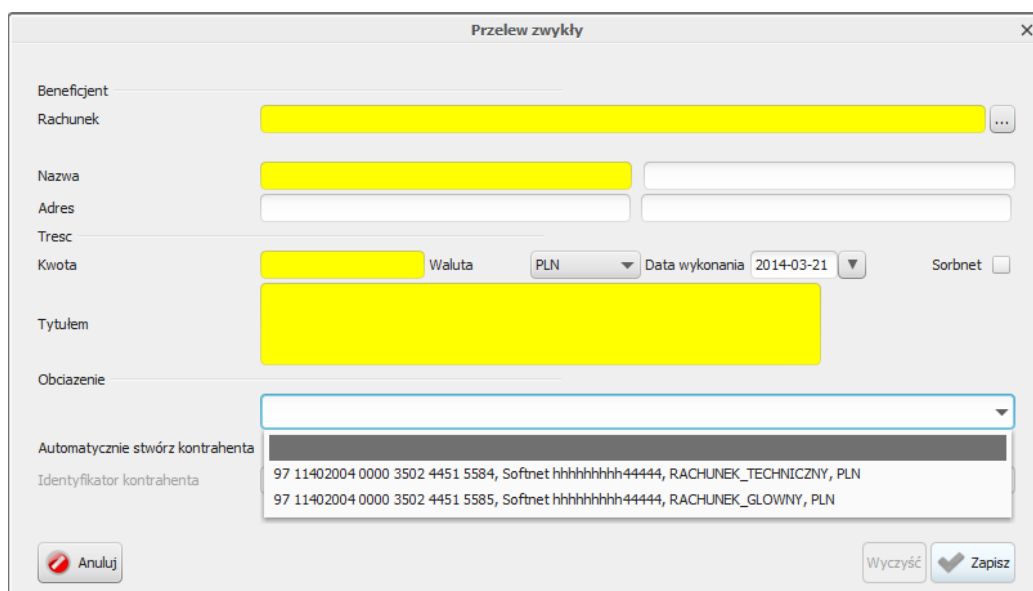 Przelew zwykły
Beneficjent
Rachunek
...
Nazwa
Adres
Tresc
Kwota Waluta PLN Data wykonania 2014-03-21 Sorbnet
Tytułem
Obciazenie
Automatycznie stwórz kontrahenta
Identyfikator kontrahenta
97 11402004 0000 3502 4451 5584, Softnet hhhhhhhhh44444, RACHUNEK_TECHNICZNY, PLN
97 11402004 0000 3502 4451 5585, Softnet hhhhhhhhh44444, RACHUNEK_GLOWNY, PLN
Anuluj Wyczyść Zapisz